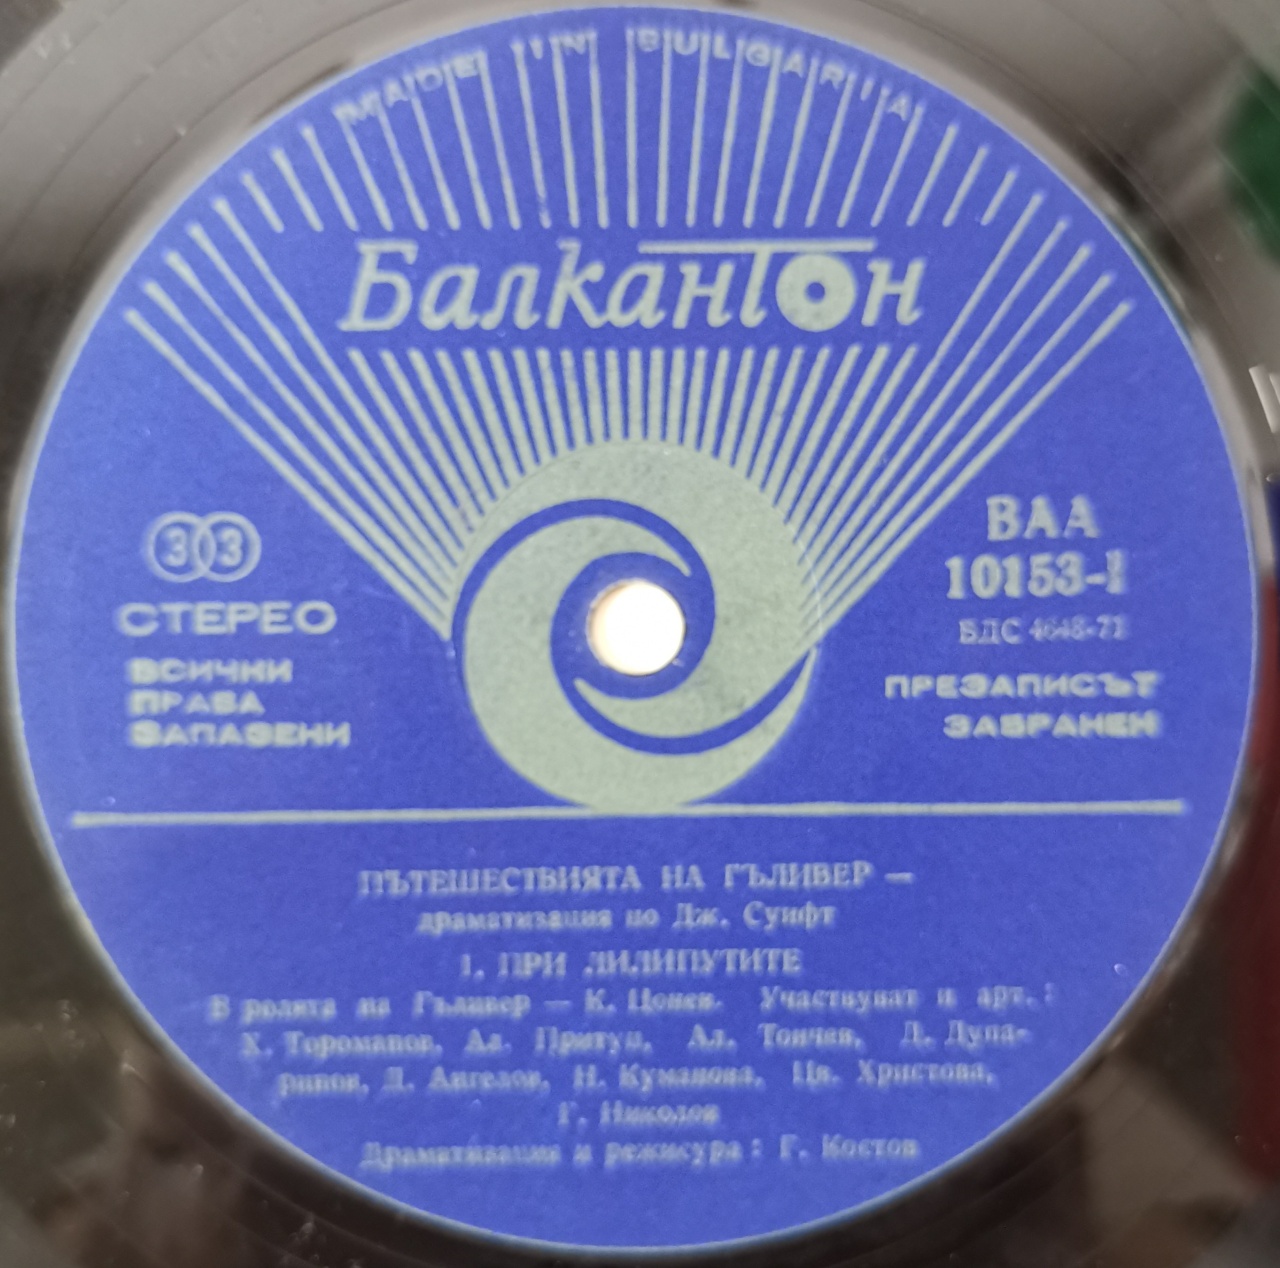 MADE IN BULGARIA
Балкантон
33
СТЕРЕО
ВСИЧКИ
ПРАВА
ЗАПАЗЕНИ
ВАА
10153-I
БДС 4648-71
ПРЕЗАПИСЪТ
ЗАБРАНЕН
ПЪТЕШЕСТВИЯТА НА ГЪЛИВЕР —
драматизация по Дж. Суифт
1. ПРИ ЛИЛИПУТИТЕ
В ролята на Гъливер — К. Цонев. Участвуват и арт.:
Х. Тороманов, Ал. Притуп, Ал. Тончев, Д. Дупа-
ринов, Д. Ангелов, Н. Куманова, Цв. Христова,
Г. Николов
Драматизация и режисура: Г. Костов